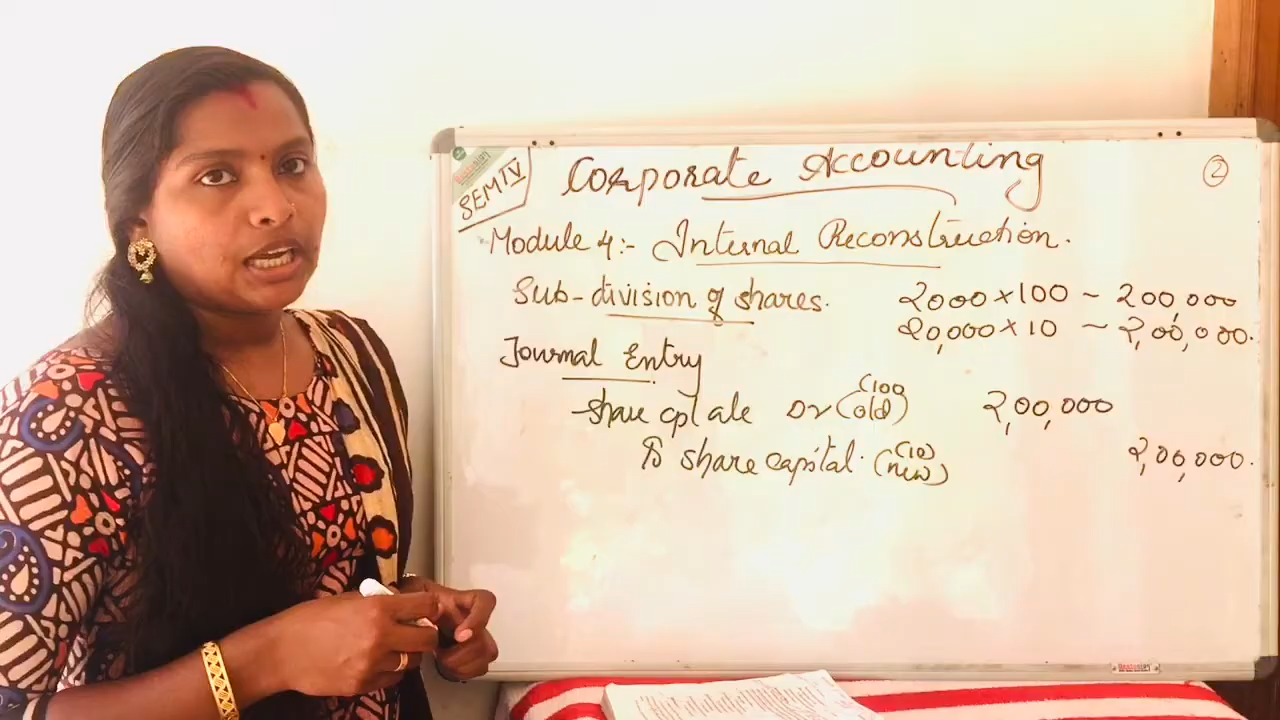 SEM IV
Corporate Accounting
2
Module 4:- Internal Reconstruction.
Sub-division of shares.
2000 × 100 - 200,000
20,000 × 10 - 2,00,000.
Journal Entry
share cptl a/c Dr (100 old) 2,00,000
To share capital. (10) (new) 2,00,000.